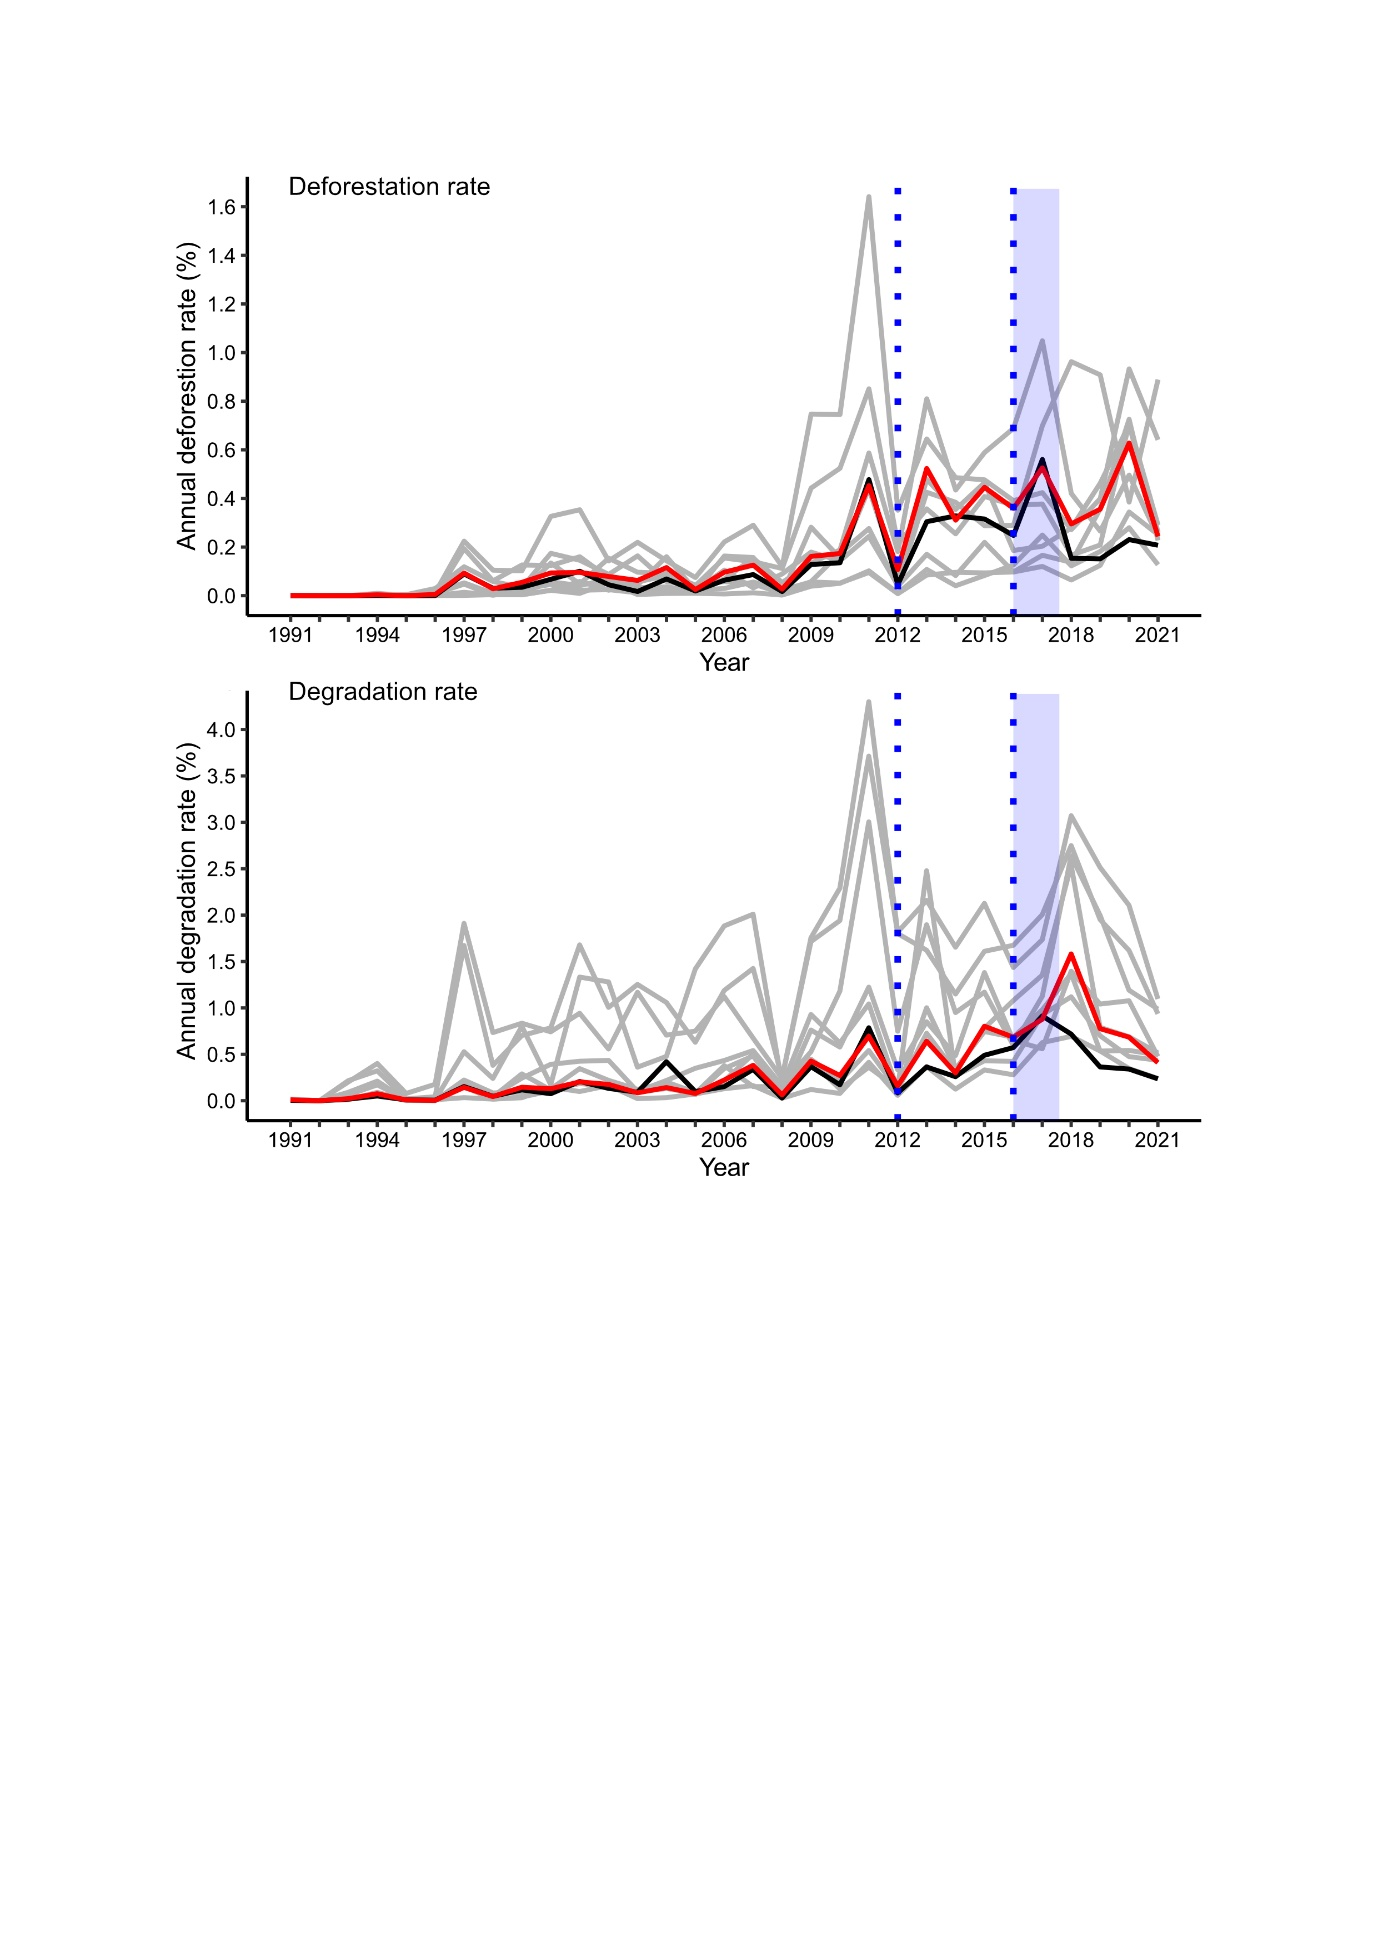 Deforestation rate
Annual deforestion rate (%)
1.6
1.4
1.2
1.0
0.8
0.6
0.4
0.2
0.0
1991 1994 1997 2000 2003 2006 2009 2012 2015 2018 2021
Year
Degradation rate
Annual degradation rate (%)
4.0
3.5
3.0
2.5
2.0
1.5
1.0
0.5
0.0
1991 1994 1997 2000 2003 2006 2009 2012 2015 2018 2021
Year